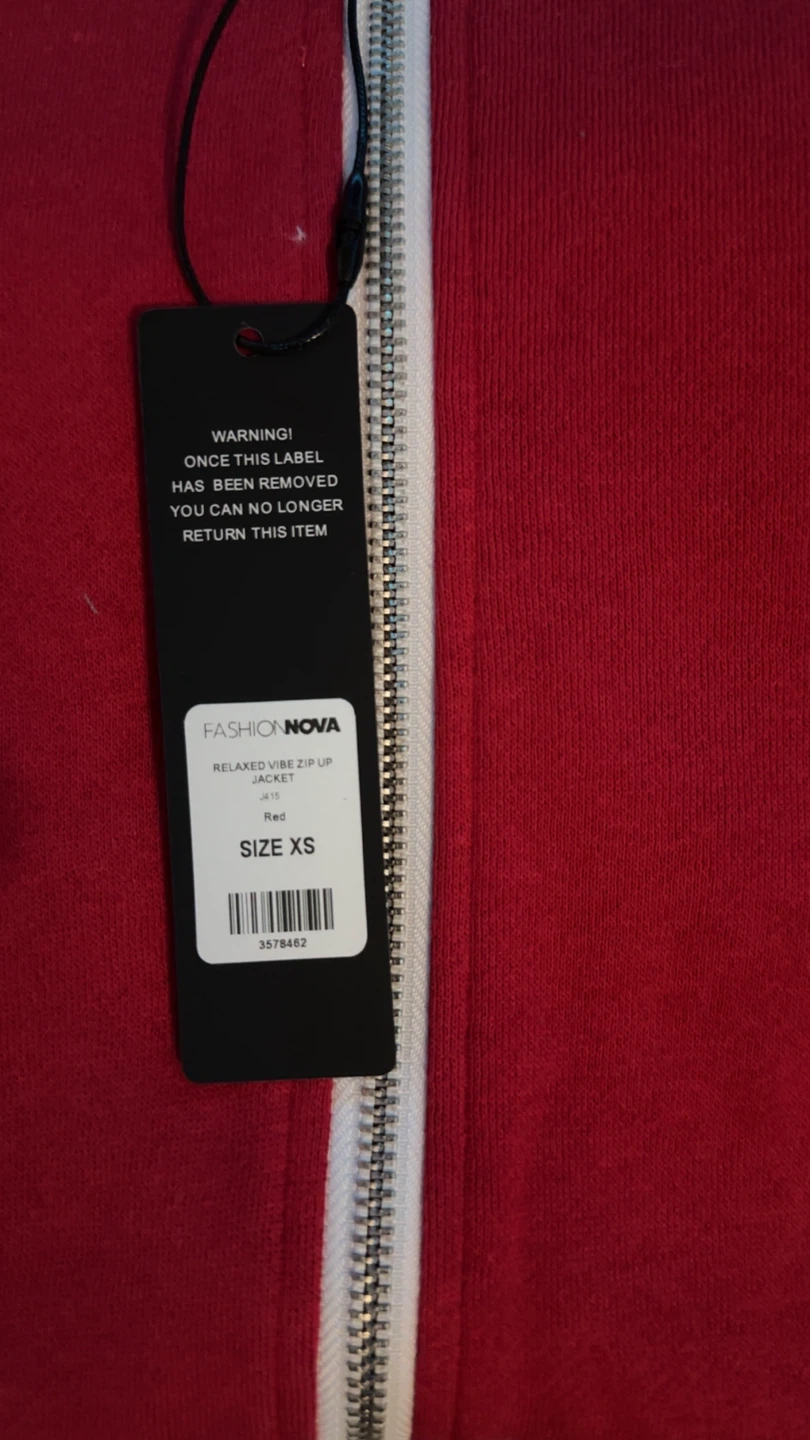 WARNING!
ONCE THIS LABEL
HAS BEEN REMOVED
YOU CAN NO LONGER
RETURN THIS ITEM
FASHIONNOVA
RELAXED VIBE ZIP UP
JACKET
J415
Red
SIZE XS
3578462